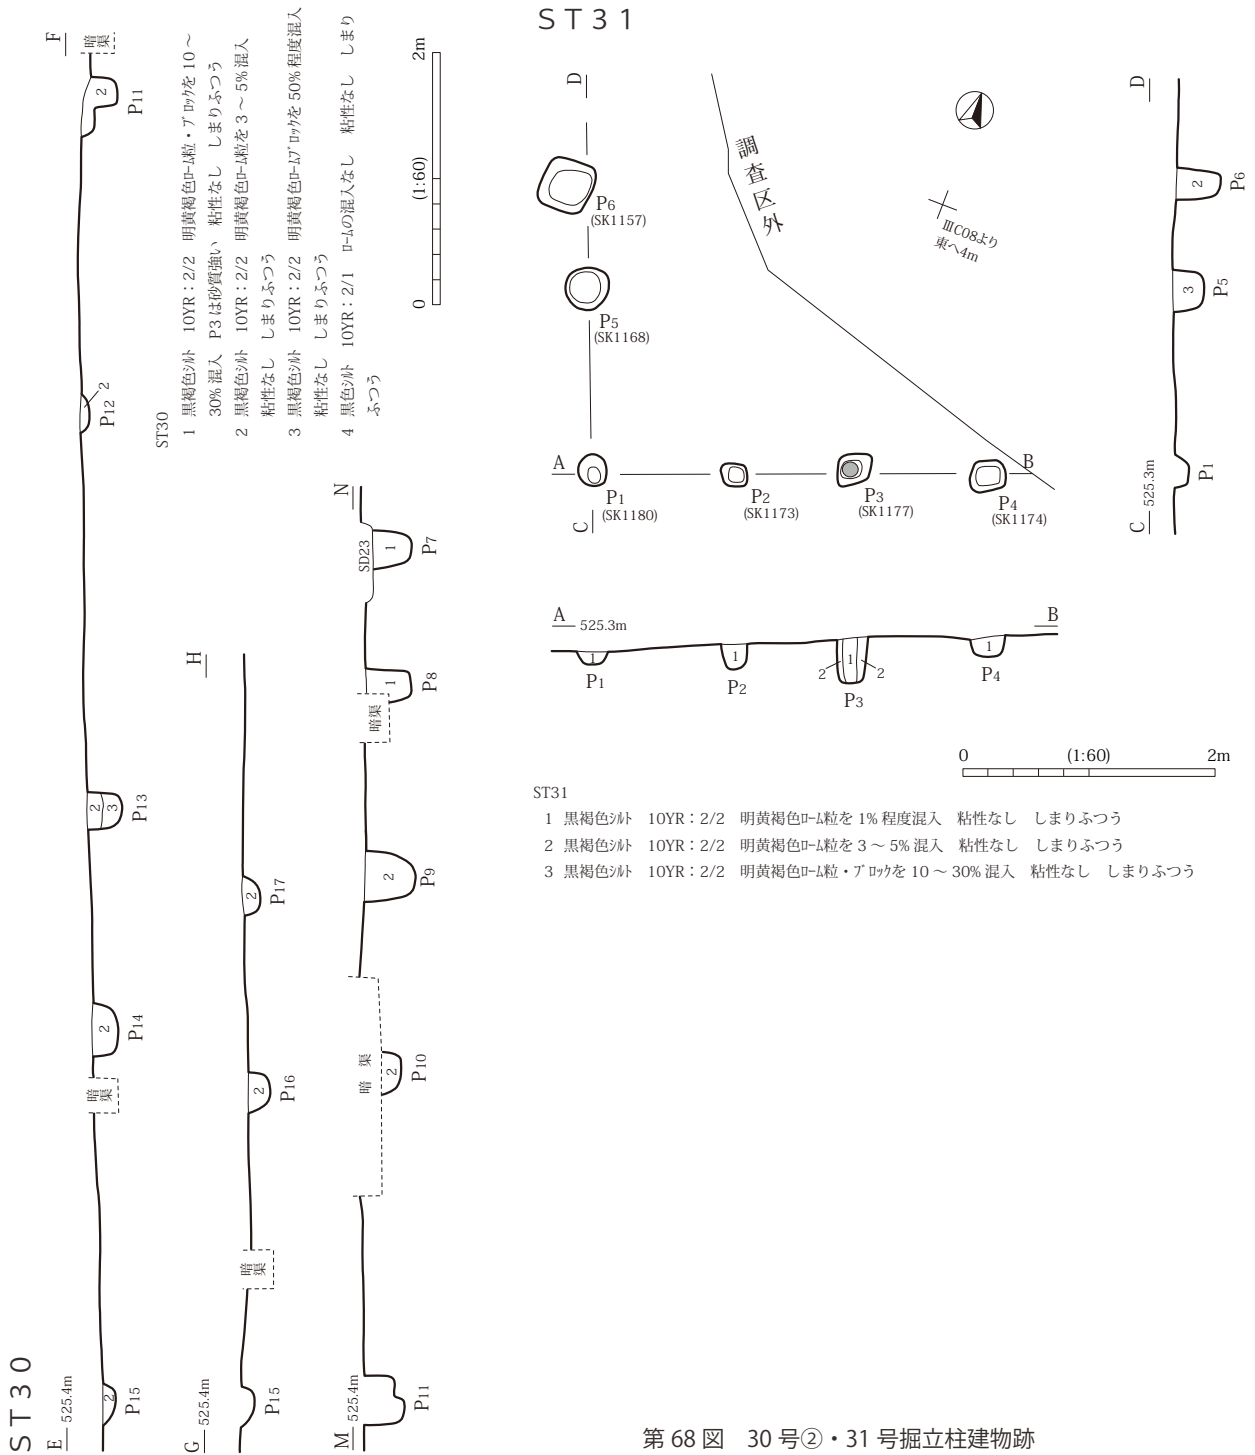 ST30
E 525.4m
F
暗渠
2
P11
2
P12
2
3
P13
2
P14
暗渠
2
P15
G 525.4m
H
2
P17
2
P16
暗渠
P15
M 525.4m
N
SD23
1
P7
1
P8
暗渠
2
P9
暗渠
2
P10
P11
ST30
1 黒褐色シルト 10YR：2/2 明黄褐色ローム粒・ブロックを 10 ～
30% 混入 P3 は砂質強い 粘性なし しまりふつう
2 黒褐色シルト 10YR：2/2 明黄褐色ローム粒を 3 ～ 5% 混入
粘性なし しまりふつう
3 黒褐色シルト 10YR：2/2 明黄褐色ロームブロックを 50% 程度混入
粘性なし しまりふつう
4 黒色シルト 10YR：2/1 ロームの混入なし 粘性なし しまり
ふつう
0 (1:60) 2m
ST31
D
調査区外
ⅢC08より
東へ4m
P6
(SK1157)
P5
(SK1168)
A
B
P1
(SK1180)
C
P2
(SK1173)
P3
(SK1177)
P4
(SK1174)
D
2
P6
3
P5
P1
C 525.3m
A 525.3m
B
1
P1
1
P2
2
1
2
P3
1
P4
0 (1:60) 2m
ST31
1 黒褐色シルト 10YR：2/2 明黄褐色ローム粒を 1% 程度混入 粘性なし しまりふつう
2 黒褐色シルト 10YR：2/2 明黄褐色ローム粒を 3 ～ 5% 混入 粘性なし しまりふつう
3 黒褐色シルト 10YR：2/2 明黄褐色ローム粒・ブロックを 10 ～ 30% 混入 粘性なし しまりふつう
第 68 図 30 号②・31 号掘立柱建物跡